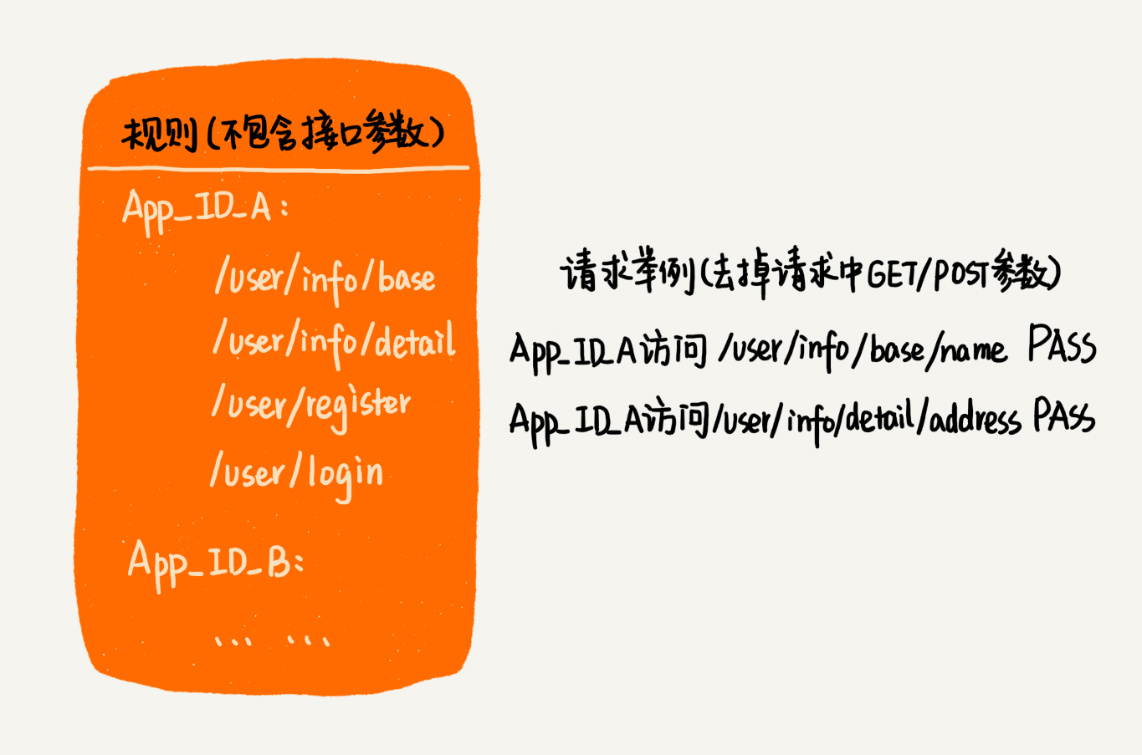 规则(不包含接口参数)
App_ID_A:
/user/info/base
/user/info/detail
/user/register
/user/login
App_ID_B:
... ...
请求举例(去掉请求中GET/POST参数)
App_ID_A访问 /user/info/base/name PASS
App_ID_A访问/user/info/detail/address PASS